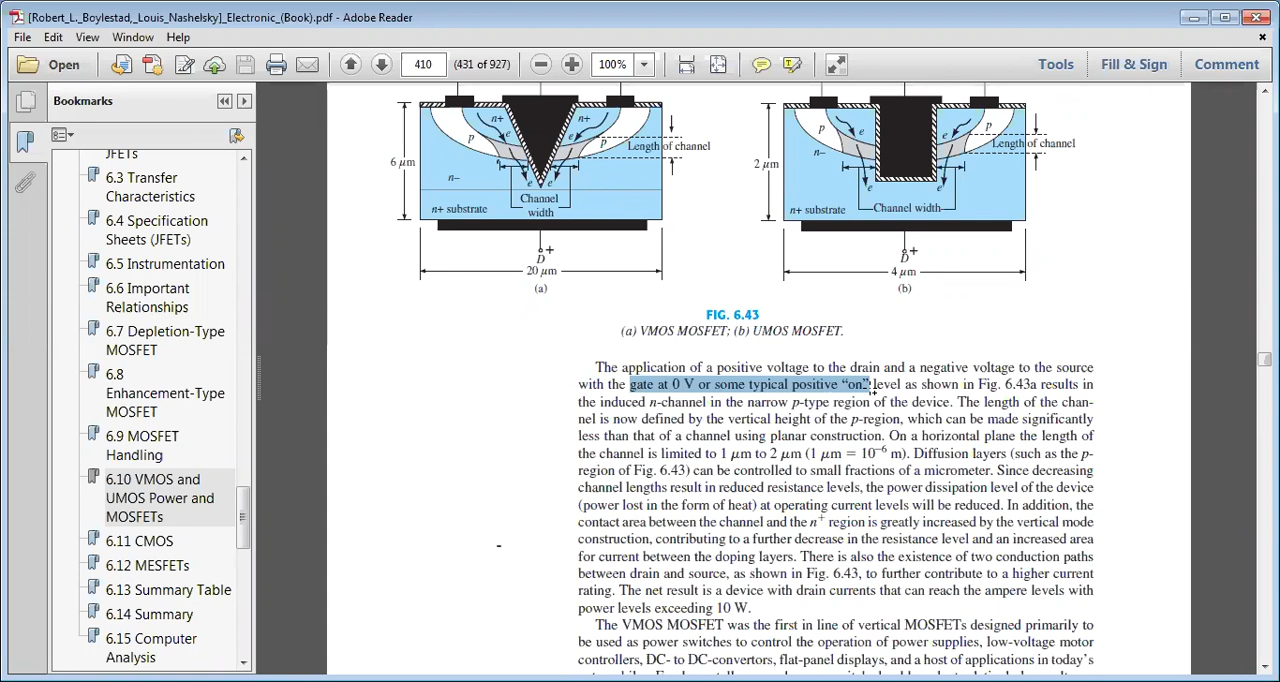 [Robert_L._Boylestad,_Louis_Nashelsky]_Electronic_(Book).pdf - Adobe Reader
File Edit View Window Help
Open 410 (431 of 927) 100% Tools Fill & Sign Comment
Bookmarks
JFETs
6.3 Transfer
Characteristics
6.4 Specification
Sheets (JFETs)
6.5 Instrumentation
6.6 Important
Relationships
6.7 Depletion-Type
MOSFET
6.8
Enhancement-Type
MOSFET
6.9 MOSFET
Handling
6.10 VMOS and
UMOS Power and
MOSFETs
6.11 CMOS
6.12 MESFETs
6.13 Summary Table
6.14 Summary
6.15 Computer
Analysis
n+ n+
p e e p
Length of channel
6 μm
n–
e e
Channel
width
n+ substrate
D +
20 μm
(a)
p e e p
n–
Length of channel
2 μm
e e
n+ substrate Channel width
D +
4 μm
(b)
FIG. 6.43
(a) VMOS MOSFET; (b) UMOS MOSFET.
The application of a positive voltage to the drain and a negative voltage to the source
with the gate at 0 V or some typical positive “on” level as shown in Fig. 6.43a results in
the induced n-channel in the narrow p-type region of the device. The length of the chan-
nel is now defined by the vertical height of the p-region, which can be made significantly
less than that of a channel using planar construction. On a horizontal plane the length of
the channel is limited to 1 μm to 2 μm (1 μm = 10⁻⁶ m). Diffusion layers (such as the p-
region of Fig. 6.43) can be controlled to small fractions of a micrometer. Since decreasing
channel lengths result in reduced resistance levels, the power dissipation level of the device
(power lost in the form of heat) at operating current levels will be reduced. In addition, the
contact area between the channel and the n⁺ region is greatly increased by the vertical mode
construction, contributing to a further decrease in the resistance level and an increased area
for current between the doping layers. There is also the existence of two conduction paths
between drain and source, as shown in Fig. 6.43, to further contribute to a higher current
rating. The net result is a device with drain currents that can reach the ampere levels with
power levels exceeding 10 W.
The VMOS MOSFET was the first in line of vertical MOSFETs designed primarily to
be used as power switches to control the operation of power supplies, low-voltage motor
controllers, DC- to DC-convertors, flat-panel displays, and a host of applications in today’s